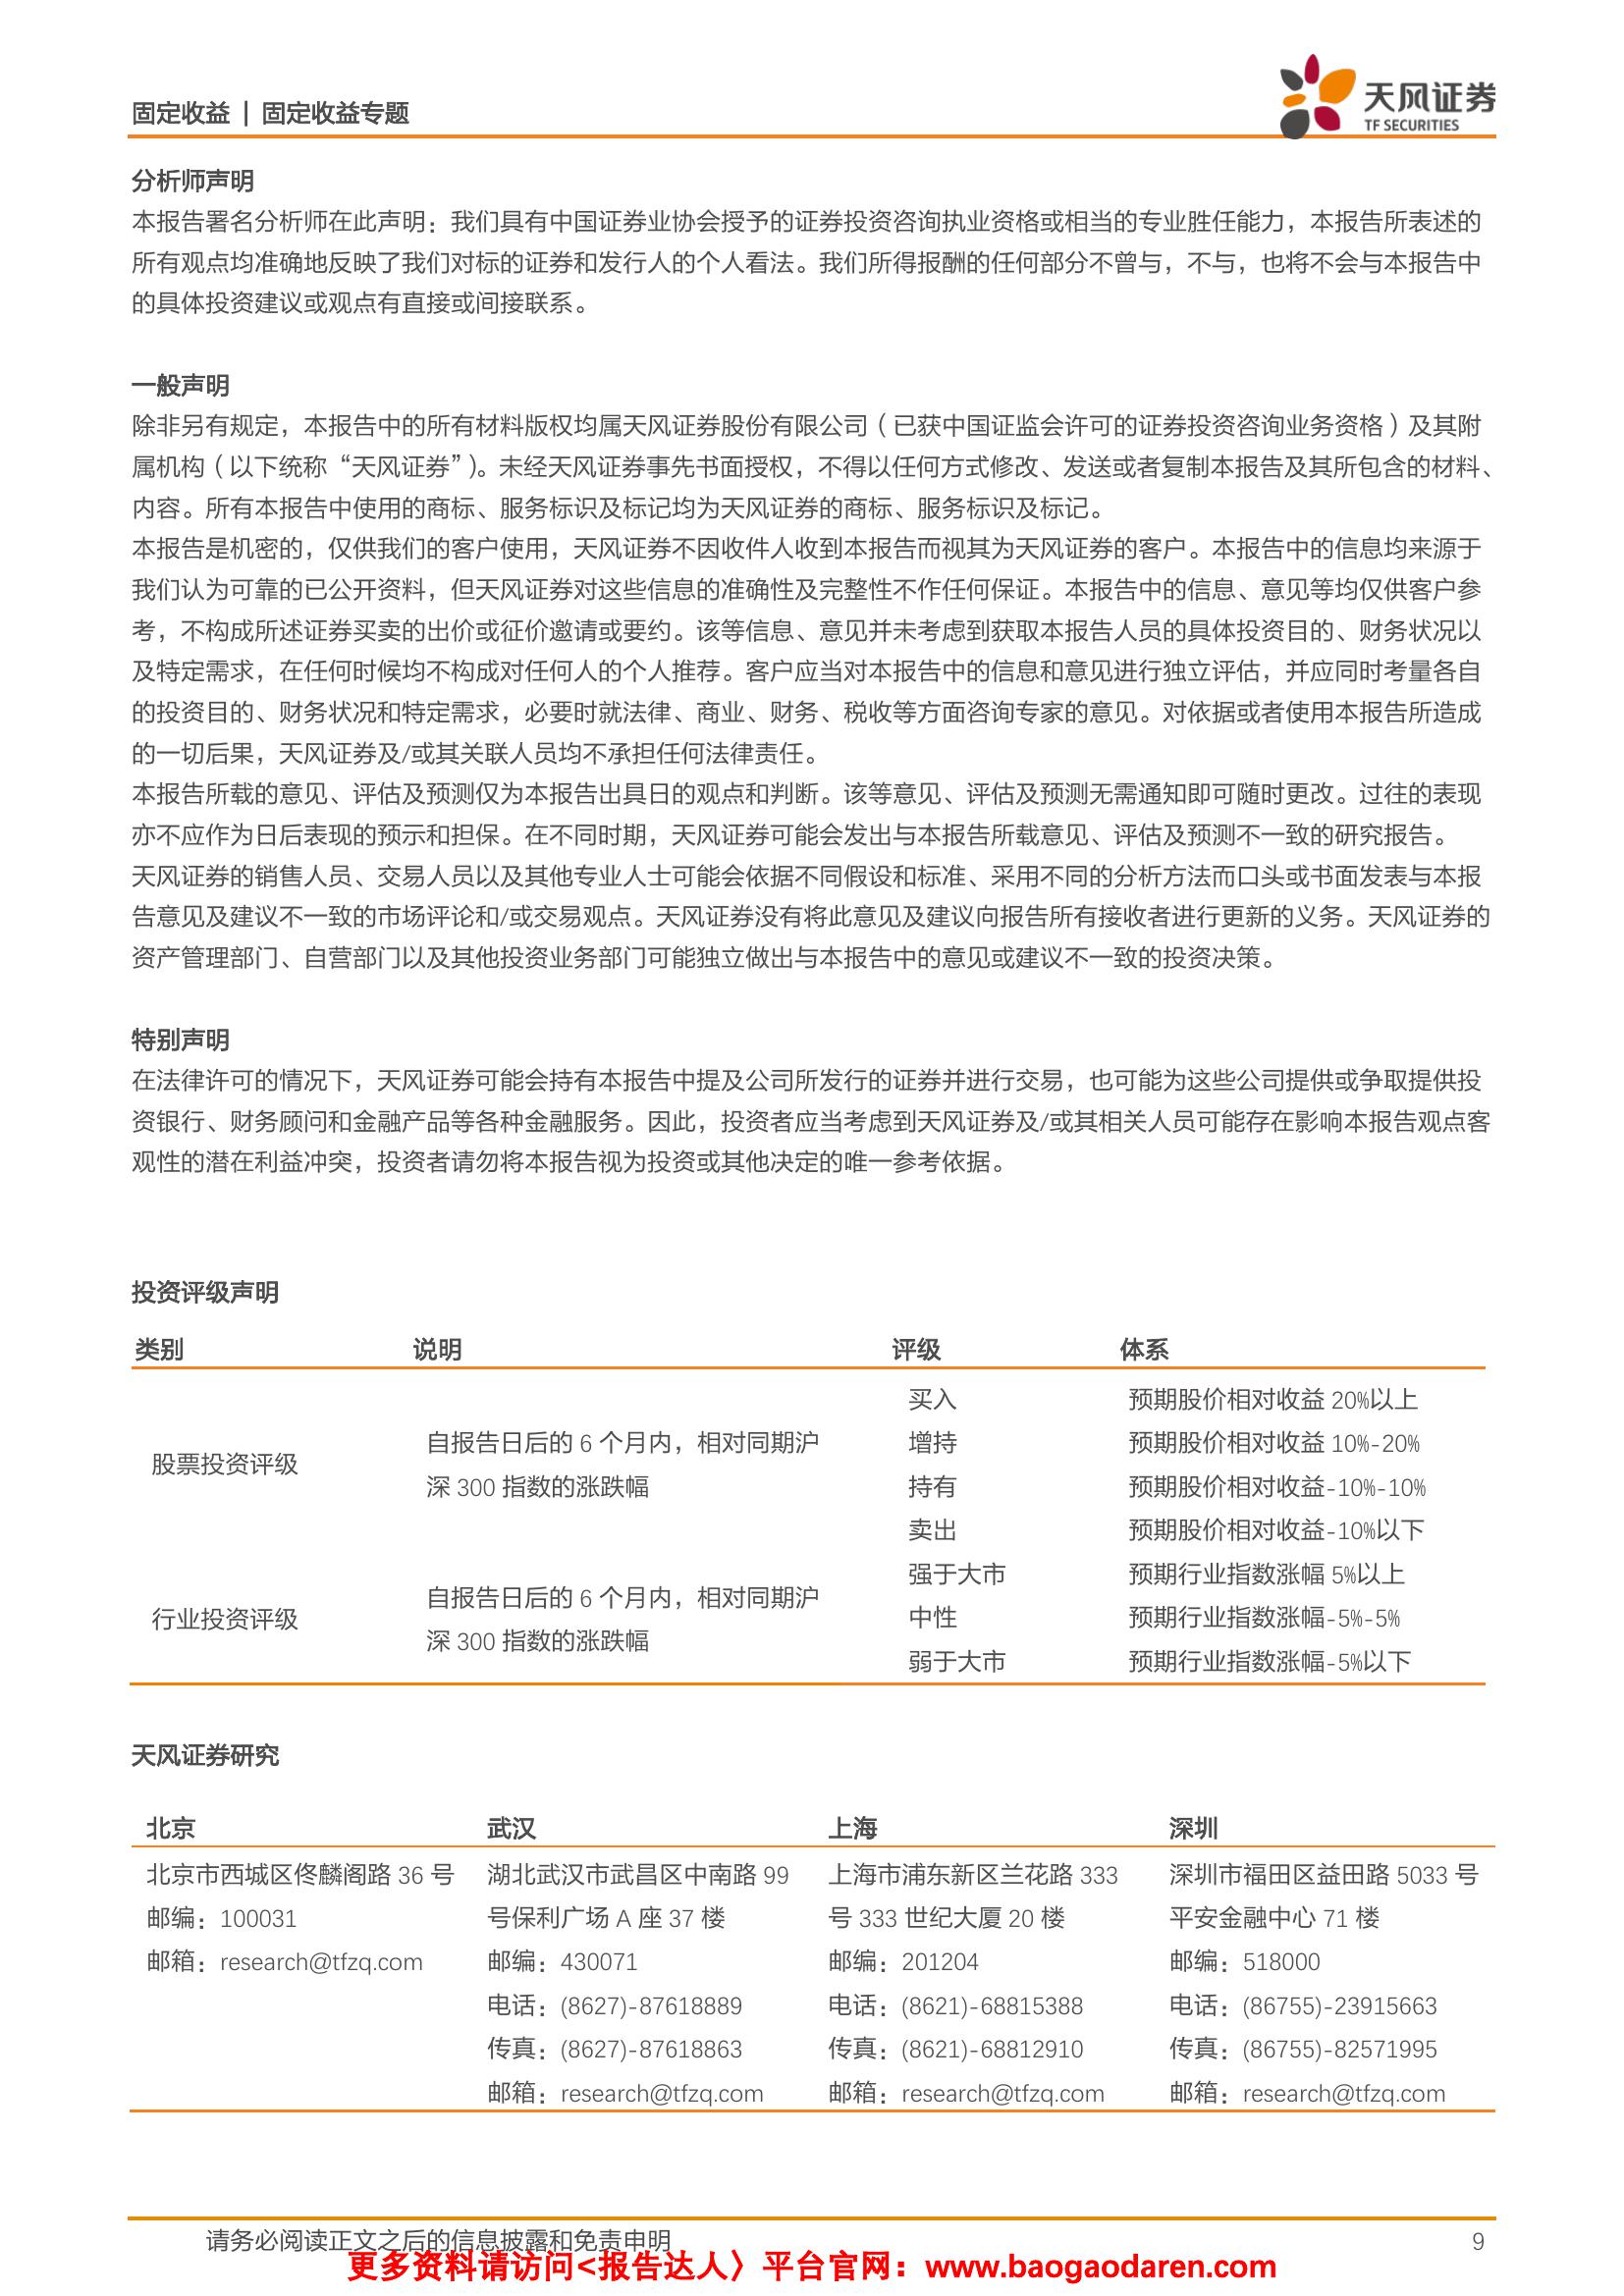 固定收益 | 固定收益专题
天风证券
TF SECURITIES
分析师声明
本报告署名分析师在此声明：我们具有中国证券业协会授予的证券投资咨询执业资格或相当的专业胜任能力，本报告所表述的
所有观点均准确地反映了我们对标的证券和发行人的个人看法。我们所得报酬的任何部分不曾与，不与，也将不会与本报告中
的具体投资建议或观点有直接或间接联系。
一般声明
除非另有规定，本报告中的所有材料版权均属天风证券股份有限公司（已获中国证监会许可的证券投资咨询业务资格）及其附
属机构（以下统称“天风证券”）。未经天风证券事先书面授权，不得以任何方式修改、发送或者复制本报告及其所包含的材料、
内容。所有本报告中使用的商标、服务标识及标记均为天风证券的商标、服务标识及标记。
本报告是机密的，仅供我们的客户使用，天风证券不因收件人收到本报告而视其为天风证券的客户。本报告中的信息均来源于
我们认为可靠的已公开资料，但天风证券对这些信息的准确性及完整性不作任何保证。本报告中的信息、意见等均仅供客户参
考，不构成所述证券买卖的出价或征价邀请或要约。该等信息、意见并未考虑到获取本报告人员的具体投资目的、财务状况以
及特定需求，在任何时候均不构成对任何人的个人推荐。客户应当对本报告中的信息和意见进行独立评估，并应同时考量各自
的投资目的、财务状况和特定需求，必要时就法律、商业、财务、税收等方面咨询专家的意见。对依据或者使用本报告所造成
的一切后果，天风证券及/或其关联人员均不承担任何法律责任。
本报告所载的意见、评估及预测仅为本报告出具日的观点和判断。该等意见、评估及预测无需通知即可随时更改。过往的表现
亦不应作为日后表现的预示和担保。在不同时期，天风证券可能会发出与本报告所载意见、评估及预测不一致的研究报告。
天风证券的销售人员、交易人员以及其他专业人士可能会依据不同假设和标准、采用不同的分析方法而口头或书面发表与本报
告意见及建议不一致的市场评论和/或交易观点。天风证券没有将此意见及建议向报告所有接收者进行更新的义务。天风证券的
资产管理部门、自营部门以及其他投资业务部门可能独立做出与本报告中的意见或建议不一致的投资决策。
特别声明
在法律许可的情况下，天风证券可能会持有本报告中提及公司所发行的证券并进行交易，也可能为这些公司提供或争取提供投
资银行、财务顾问和金融产品等各种金融服务。因此，投资者应当考虑到天风证券及/或其相关人员可能存在影响本报告观点客
观性的潜在利益冲突，投资者请勿将本报告视为投资或其他决定的唯一参考依据。
投资评级声明
类别 说明 评级 体系
股票投资评级
自报告日后的 6 个月内，相对同期沪
深 300 指数的涨跌幅
买入 预期股价相对收益 20%以上
增持 预期股价相对收益 10%-20%
持有 预期股价相对收益-10%-10%
卖出 预期股价相对收益-10%以下
行业投资评级
自报告日后的 6 个月内，相对同期沪
深 300 指数的涨跌幅
强于大市 预期行业指数涨幅 5%以上
中性 预期行业指数涨幅-5%-5%
弱于大市 预期行业指数涨幅-5%以下
天风证券研究
北京 武汉 上海 深圳
北京市西城区佟麟阁路 36 号 湖北武汉市武昌区中南路 99 上海市浦东新区兰花路 333 深圳市福田区益田路 5033 号
邮编：100031 号保利广场 A 座 37 楼 号 333 世纪大厦 20 楼 平安金融中心 71 楼
邮箱：research@tfzq.com 邮编：430071 邮编：201204 邮编：518000
电话：(8627)-87618889 电话：(8621)-68815388 电话：(86755)-23915663
传真：(8627)-87618863 传真：(8621)-68812910 传真：(86755)-82571995
邮箱：research@tfzq.com 邮箱：research@tfzq.com 邮箱：research@tfzq.com
请务必阅读正文之后的信息披露和免责申明 9
更多资料请访问<报告达人〉平台官网：www.baogaodaren.com